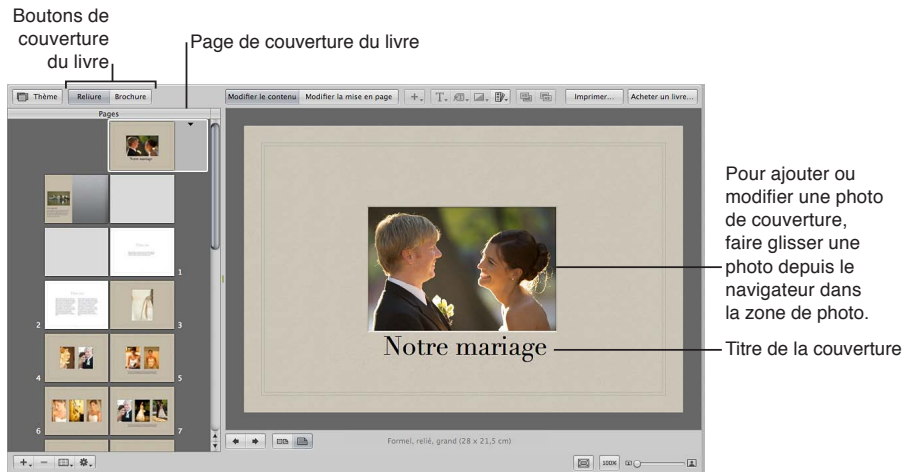 Boutons de
couverture
du livre
Page de couverture du livre
Thème
Reliure
Brochure
Modifier le contenu
Modifier la mise en page
Imprimer...
Acheter un livre...
Pages
1
2
3
4
5
6
7
Notre mariage
Pour ajouter ou
modifier une photo
de couverture,
faire glisser une
photo depuis le
navigateur dans
la zone de photo.
Titre de la couverture
Formel, relié, grand (28 x 21,5 cm)
100%